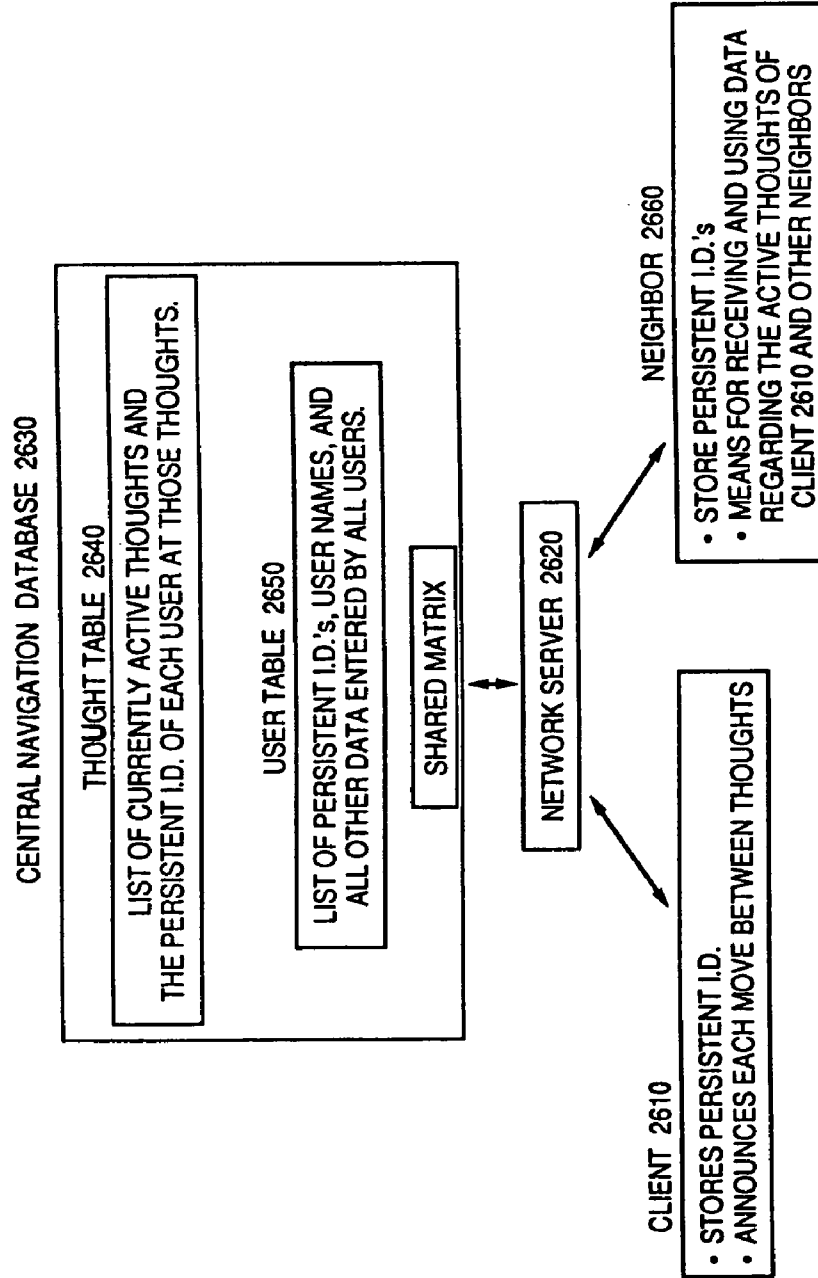 CENTRAL NAVIGATION DATABASE 2630
THOUGHT TABLE 2640
LIST OF CURRENTLY ACTIVE THOUGHTS AND
THE PERSISTENT I.D. OF EACH USER AT THOSE THOUGHTS.
USER TABLE 2650
LIST OF PERSISTENT I.D.'s, USER NAMES, AND
ALL OTHER DATA ENTERED BY ALL USERS.
SHARED MATRIX
NETWORK SERVER 2620
CLIENT 2610
• STORES PERSISTENT I.D.
• ANNOUNCES EACH MOVE BETWEEN THOUGHTS
NEIGHBOR 2660
• STORE PERSISTENT I.D.'s
• MEANS FOR RECEIVING AND USING DATA
REGARDING THE ACTIVE THOUGHTS OF
CLIENT 2610 AND OTHER NEIGHBORS